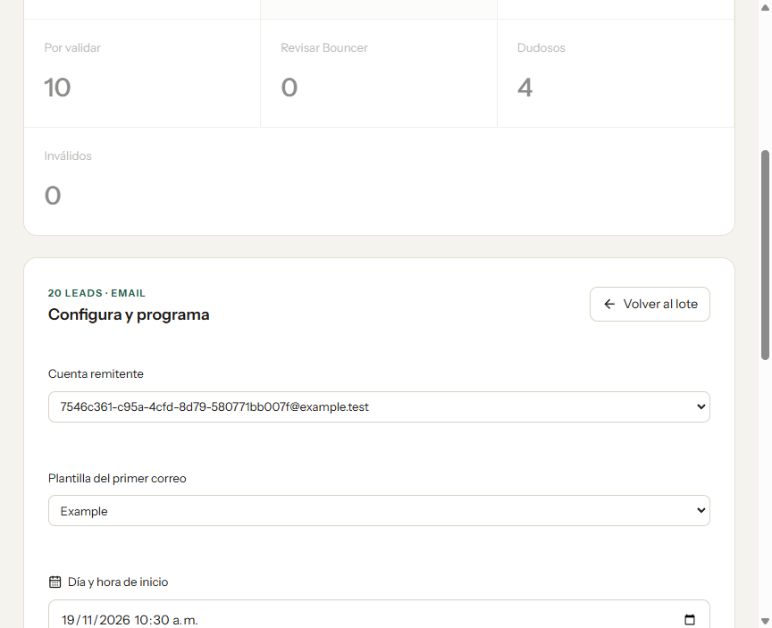 Por validar
10
Revisar Bouncer
0
Dudosos
4
Inválidos
0
20 LEADS · EMAIL
Configura y programa
Volver al lote
Cuenta remitente
7546c361-c95a-4cfd-8d79-580771bb007f@example.test
Plantilla del primer correo
Example
Día y hora de inicio
19/11/2026 10:30 a. m.